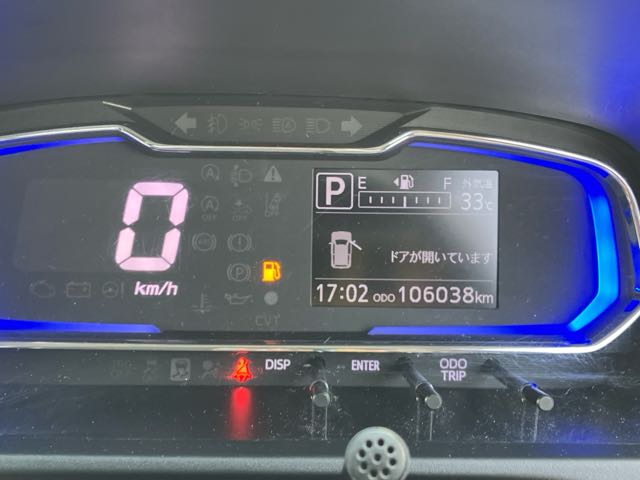 P E F 外気温
33℃
0
km/h
ドアが開いています
17:02 ODO 106038km
CVT
DISP ENTER ODO
TRIP